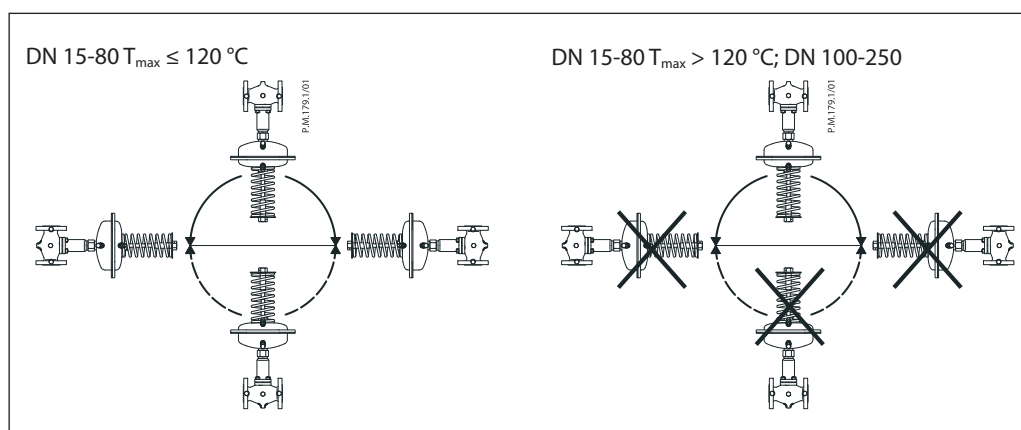 DN 15-80 Tmax ≤ 120 °C
DN 15-80 Tmax > 120 °C; DN 100-250
P.M.179.1/01
P.M.179.1/01